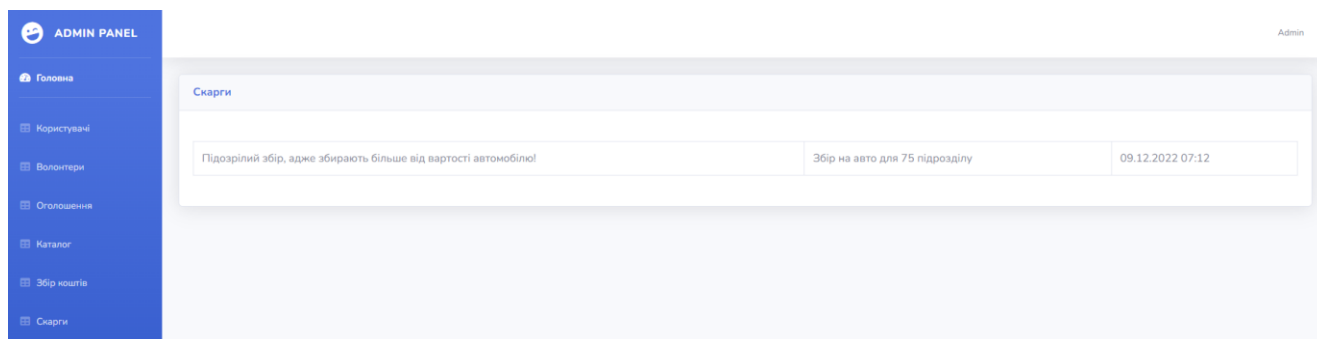 ADMIN PANEL
Admin
Головна
Скарги
Користувачі
Підозрілий збір, адже збирають більше від вартості автомобілю!
Збір на авто для 75 підрозділу
09.12.2022 07:12
Волонтери
Оголошення
Каталог
Збір коштів
Скарги